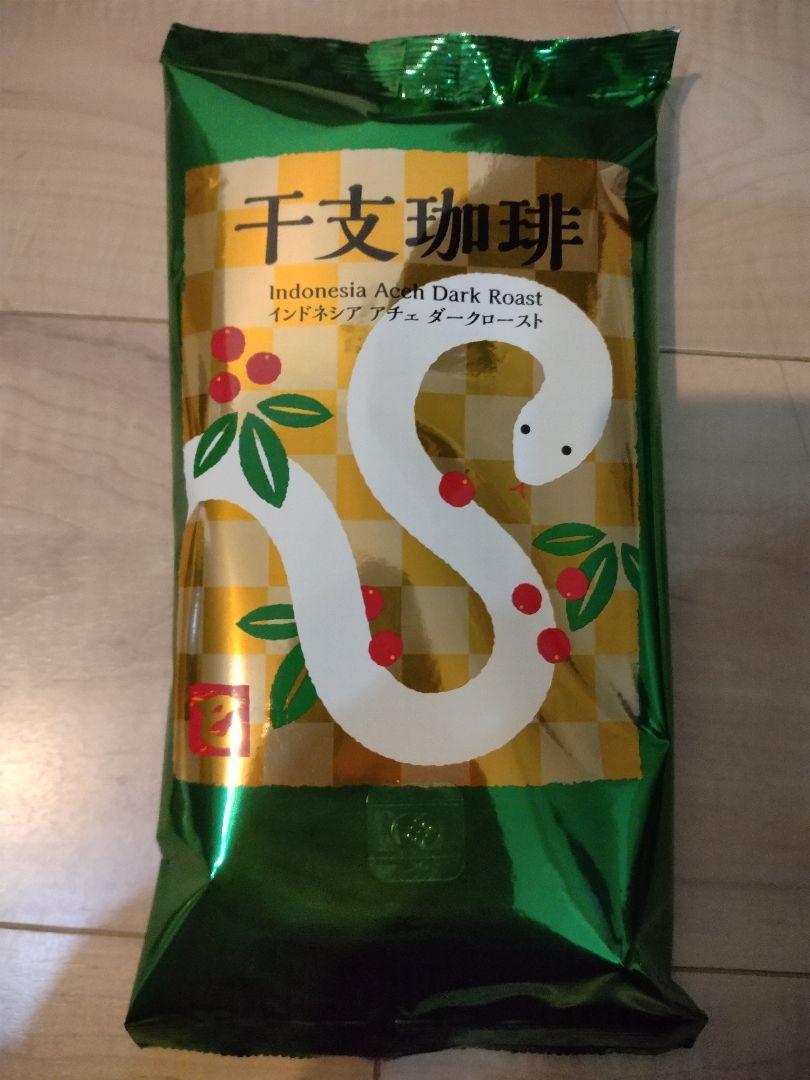 干支珈琲
Indonesia Aceh Dark Roast
インドネシア アチェ ダークロースト
巳